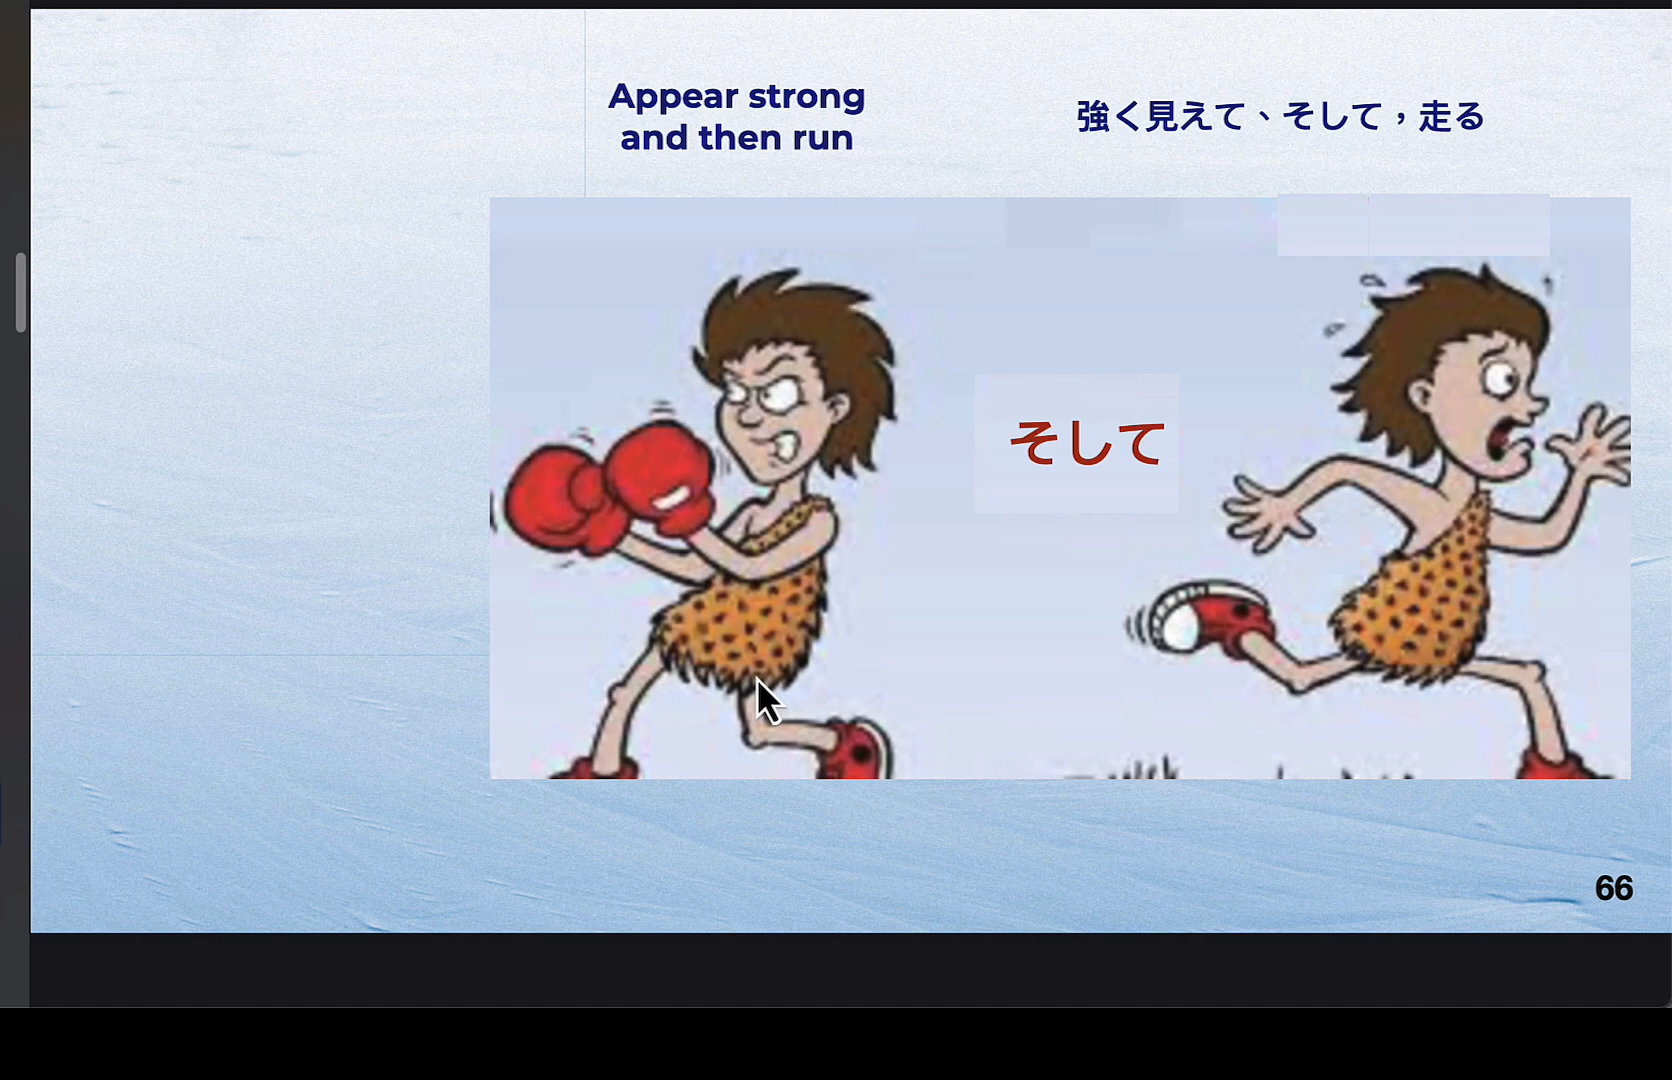 Appear strong
and then run
強く見えて、そして，走る
そして
66